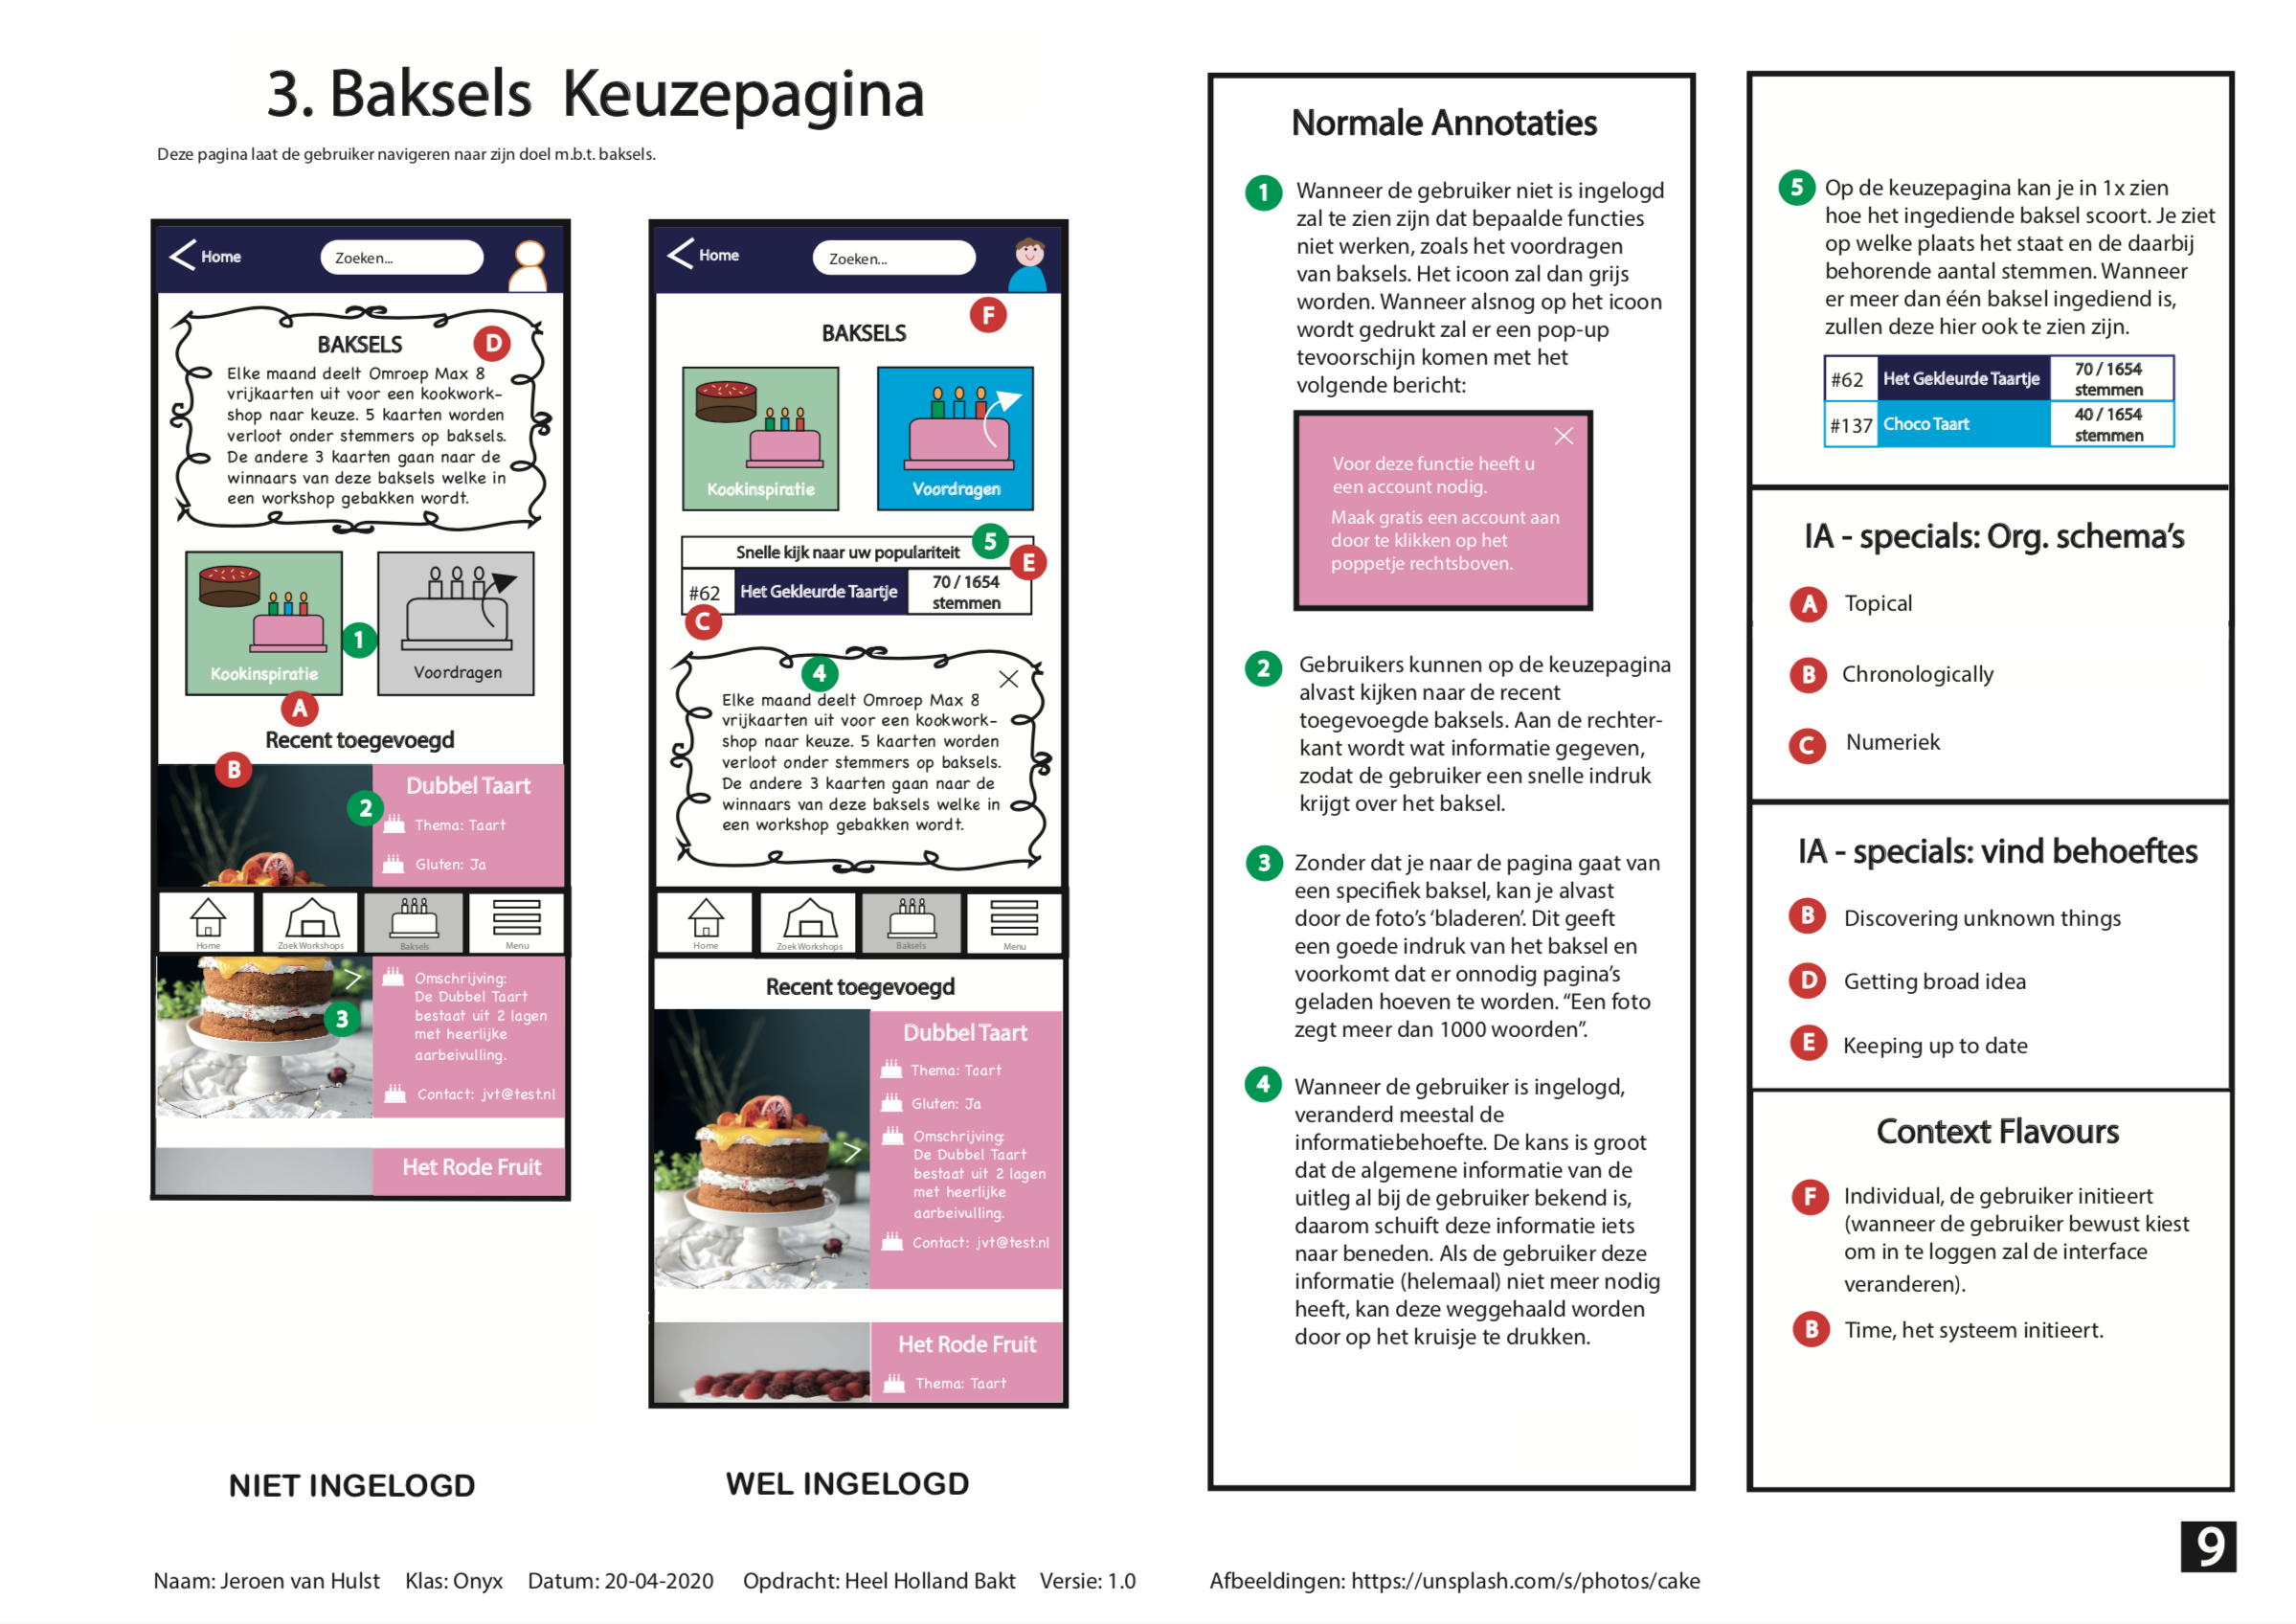 3. Baksels Keuzepagina
Deze pagina laat de gebruiker navigeren naar zijn doel m.b.t. baksels.
Home
Zoeken...
BAKSELS
D
Elke maand deelt Omroep Max 8
vrijkaarten uit voor een kookwork-
shop naar keuze. 5 kaarten worden
verloot onder stemmers op baksels.
De andere 3 kaarten gaan naar de
winnaars van deze baksels welke in
een workshop gebakken wordt.
Kookinspiratie
1
Voordragen
A
Recent toegevoegd
B
Dubbel Taart
2
Thema: Taart
Gluten: Ja
Home
Zoek Workshops
Baksels
Menu
Omschrijving:
De Dubbel Taart
bestaat uit 2 lagen
met heerlijke
aarbeivulling.
3
Contact: jvt@test.nl
Het Rode Fruit
NIET INGELOGD
Home
Zoeken...
F
BAKSELS
Kookinspiratie
Voordragen
Snelle kijk naar uw populariteit
5
E
#62
Het Gekleurde Taartje
70 / 1654
stemmen
C
4
Elke maand deelt Omroep Max 8
vrijkaarten uit voor een kookwork-
shop naar keuze. 5 kaarten worden
verloot onder stemmers op baksels.
De andere 3 kaarten gaan naar de
winnaars van deze baksels welke in
een workshop gebakken wordt.
Home
Zoek Workshops
Baksels
Menu
Recent toegevoegd
Dubbel Taart
Thema: Taart
Gluten: Ja
Omschrijving:
De Dubbel Taart
bestaat uit 2 lagen
met heerlijke
aarbeivulling.
Contact: jvt@test.nl
Het Rode Fruit
Thema: Taart
WEL INGELOGD
Normale Annotaties
1 Wanneer de gebruiker niet is ingelogd
zal te zien zijn dat bepaalde functies
niet werken, zoals het voordragen
van baksels. Het icoon zal dan grijs
worden. Wanneer alsnog op het icoon
wordt gedrukt zal er een pop-up
tevoorschijn komen met het
volgende bericht:
Voor deze functie heeft u
een account nodig.
Maak gratis een account aan
door te klikken op het
poppetje rechtsboven.
2 Gebruikers kunnen op de keuzepagina
alvast kijken naar de recent
toegevoegde baksels. Aan de rechter-
kant wordt wat informatie gegeven,
zodat de gebruiker een snelle indruk
krijgt over het baksel.
3 Zonder dat je naar de pagina gaat van
een specifiek baksel, kan je alvast
door de foto's 'bladeren'. Dit geeft
een goede indruk van het baksel en
voorkomt dat er onnodig pagina's
geladen hoeven te worden. "Een foto
zegt meer dan 1000 woorden".
4 Wanneer de gebruiker is ingelogd,
veranderd meestal de
informatiebehoefte. De kans is groot
dat de algemene informatie van de
uitleg al bij de gebruiker bekend is,
daarom schuift deze informatie iets
naar beneden. Als de gebruiker deze
informatie (helemaal) niet meer nodig
heeft, kan deze weggehaald worden
door op het kruisje te drukken.
5 Op de keuzepagina kan je in 1x zien
hoe het ingediende baksel scoort. Je ziet
op welke plaats het staat en de daarbij
behorende aantal stemmen. Wanneer
er meer dan één baksel ingediend is,
zullen deze hier ook te zien zijn.
#62
Het Gekleurde Taartje
70 / 1654
stemmen
#137
Choco Taart
40 / 1654
stemmen
IA - specials: Org. schema's
A Topical
B Chronologically
C Numeriek
IA - specials: vind behoeftes
B Discovering unknown things
D Getting broad idea
E Keeping up to date
Context Flavours
F Individual, de gebruiker initieert
(wanneer de gebruiker bewust kiest
om in te loggen zal de interface
veranderen).
B Time, het systeem initieert.
9
Naam: Jeroen van Hulst Klas: Onyx Datum: 20-04-2020 Opdracht: Heel Holland Bakt Versie: 1.0 Afbeeldingen: https://unsplash.com/s/photos/cake